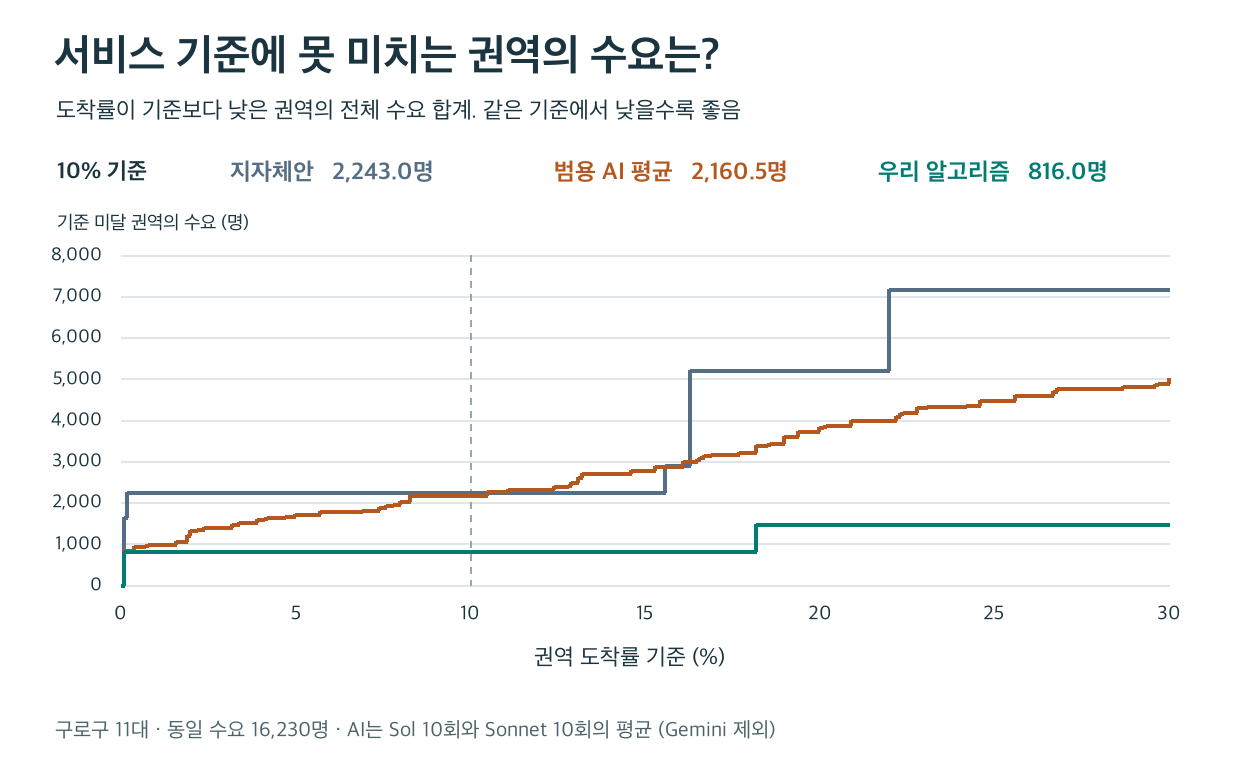 서비스 기준에 못 미치는 권역의 수요는?
도착률이 기준보다 낮은 권역의 전체 수요 합계. 같은 기준에서 낮을수록 좋음
10% 기준 지자체안 2,243.0명 범용 AI 평균 2,160.5명 우리 알고리즘 816.0명
기준 미달 권역의 수요 (명)
8,000
7,000
6,000
5,000
4,000
3,000
2,000
1,000
0
0 5 10 15 20 25 30
권역 도착률 기준 (%)
구로구 11대 · 동일 수요 16,230명 · AI는 Sol 10회와 Sonnet 10회의 평균 (Gemini 제외)